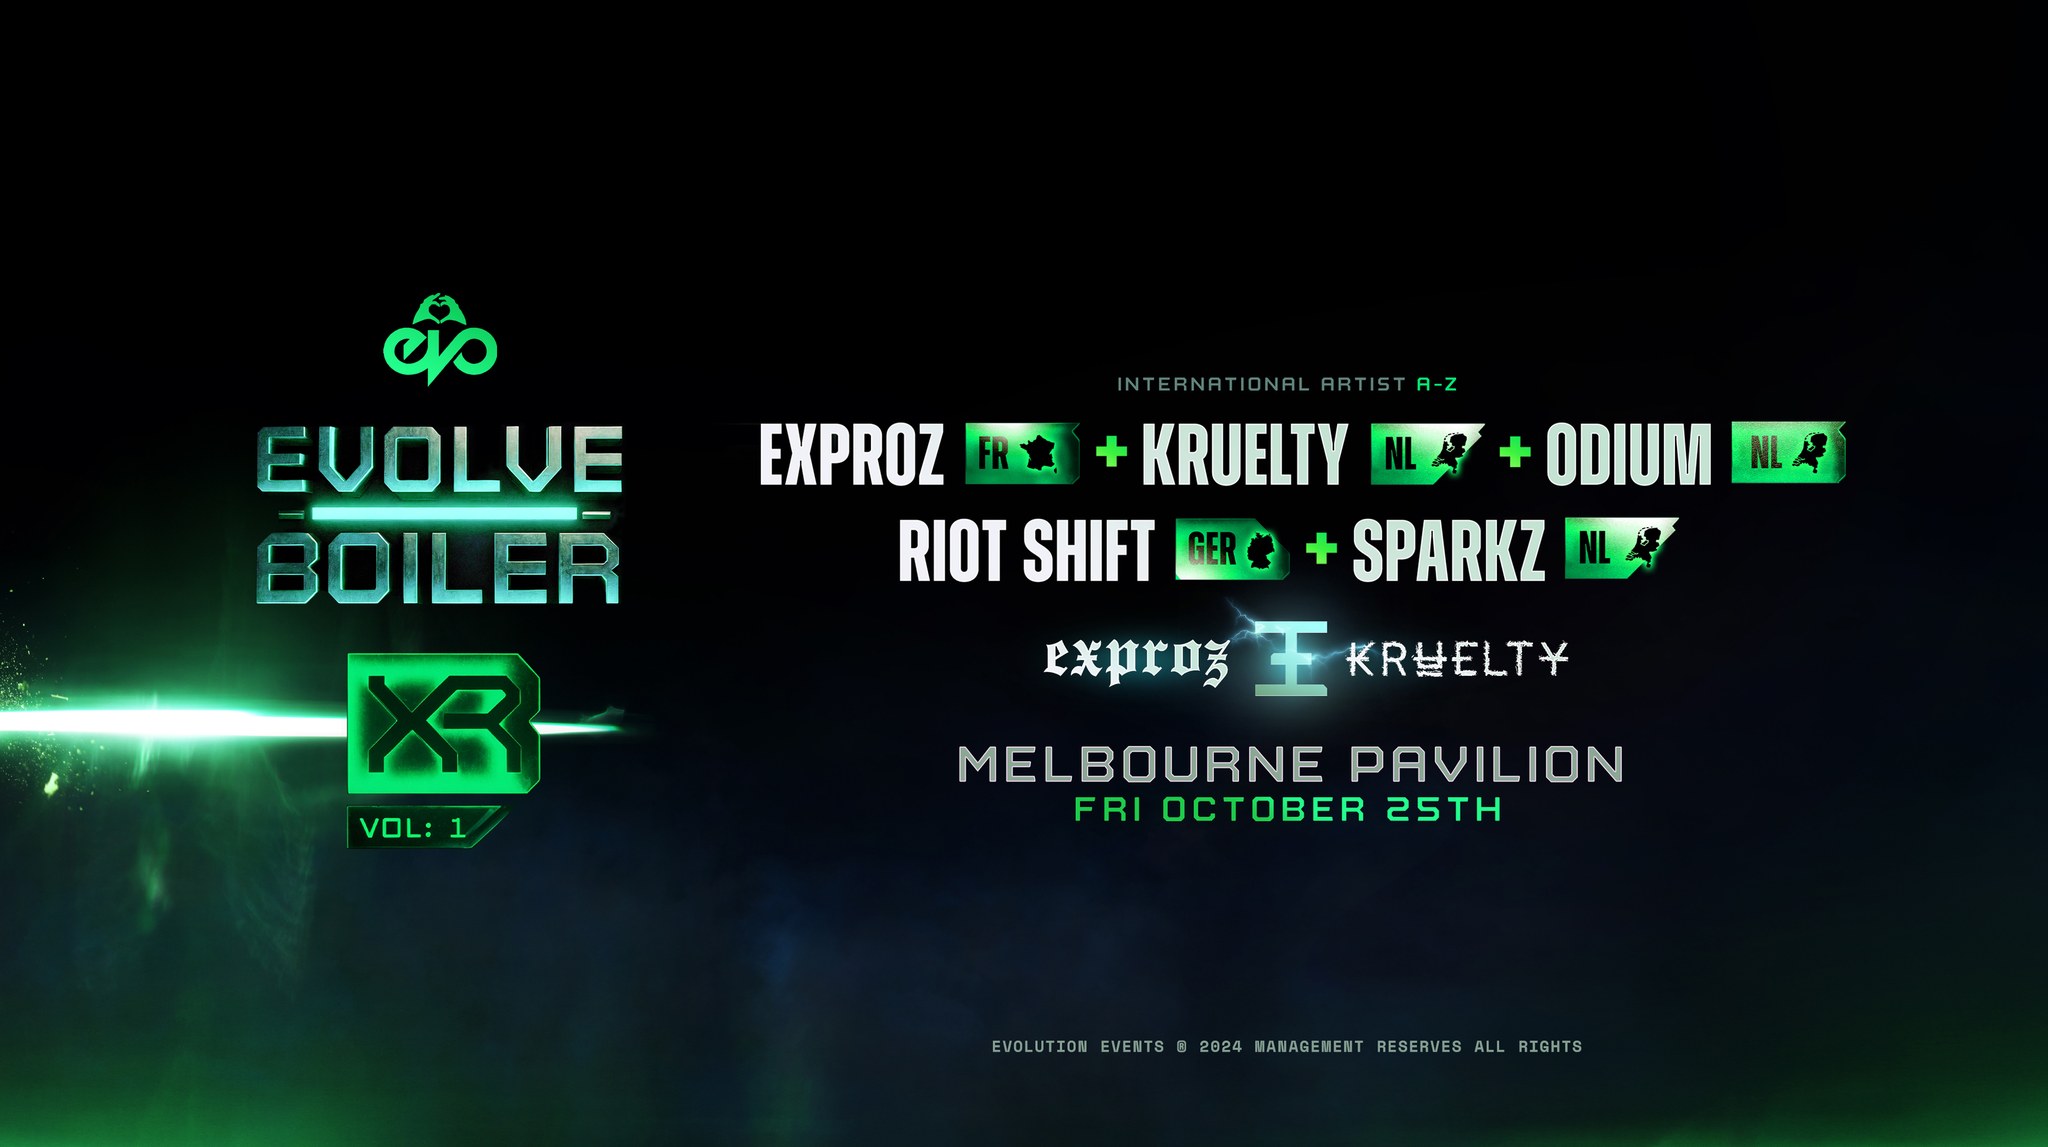 evo
EVOLVE
BOILER
XR
VOL: 1
INTERNATIONAL ARTIST A-Z
EXPROZ FR + KRUELTY NL + ODIUM NL
RIOT SHIFT GER + SPARKZ NL
exproz KRUELTY
MELBOURNE PAVILION
FRI OCTOBER 25TH
EVOLUTION EVENTS ® 2024 MANAGEMENT RESERVES ALL RIGHTS